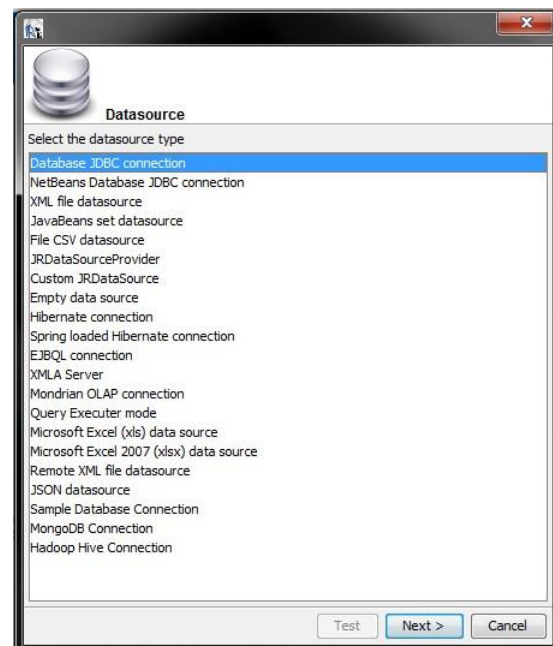 Datasource
Select the datasource type
Database JDBC connection
NetBeans Database JDBC connection
XML file datasource
JavaBeans set datasource
File CSV datasource
JRDataSourceProvider
Custom JRDataSource
Empty data source
Hibernate connection
Spring loaded Hibernate connection
EJBQL connection
XMLA Server
Mondrian OLAP connection
Query Executer mode
Microsoft Excel (xls) data source
Microsoft Excel 2007 (xlsx) data source
Remote XML file datasource
JSON datasource
Sample Database Connection
MongoDB Connection
Hadoop Hive Connection
Test Next > Cancel